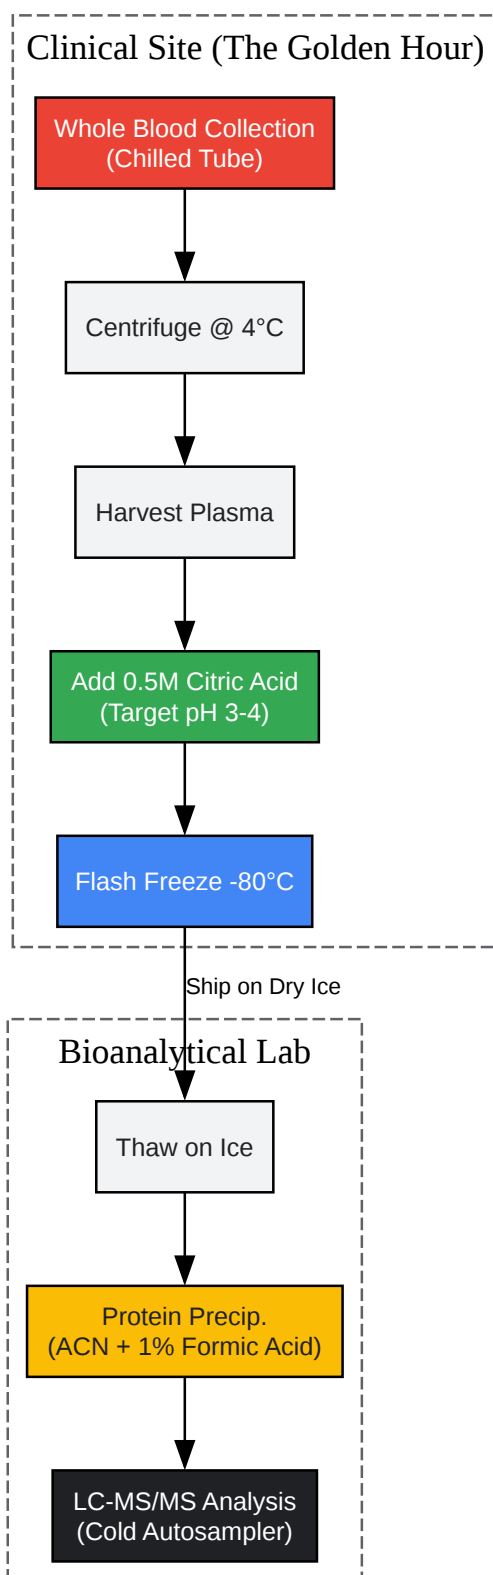 Clinical Site (The Golden Hour)
Whole Blood Collection
(Chilled Tube)
Centrifuge @ 4°C
Harvest Plasma
Add 0.5M Citric Acid
(Target pH 3-4)
Flash Freeze -80°C
Ship on Dry Ice
Bioanalytical Lab
Thaw on Ice
Protein Precip.
(ACN + 1% Formic Acid)
LC-MS/MS Analysis
(Cold Autosampler)